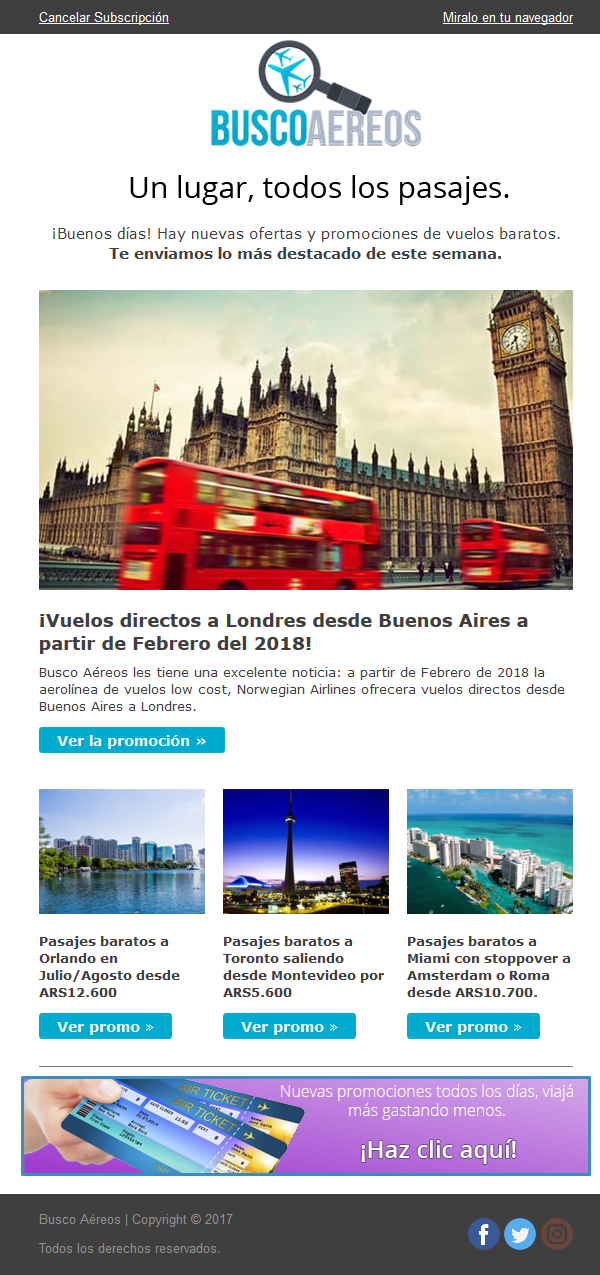 Cancelar Subscripción
Miralo en tu navegador
BUSCOAEREOS
Un lugar, todos los pasajes.
¡Buenos días! Hay nuevas ofertas y promociones de vuelos baratos.
Te enviamos lo más destacado de este semana.
¡Vuelos directos a Londres desde Buenos Aires a
partir de Febrero del 2018!
Busco Aéreos les tiene una excelente noticia: a partir de Febrero de 2018 la
aerolínea de vuelos low cost, Norwegian Airlines ofrecera vuelos directos desde
Buenos Aires a Londres.
Ver la promoción »
Pasajes baratos a
Orlando en
Julio/Agosto desde
ARS12.600
Ver promo »
Pasajes baratos a
Toronto saliendo
desde Montevideo por
ARS5.600
Ver promo »
Pasajes baratos a
Miami con stoppover a
Amsterdam o Roma
desde ARS10.700.
Ver promo »
AIR TICKET
AIR TICKET
Nuevas promociones todos los días, viajá
más gastando menos.
¡Haz clic aquí!
Busco Aéreos | Copyright © 2017
Todos los derechos reservados.